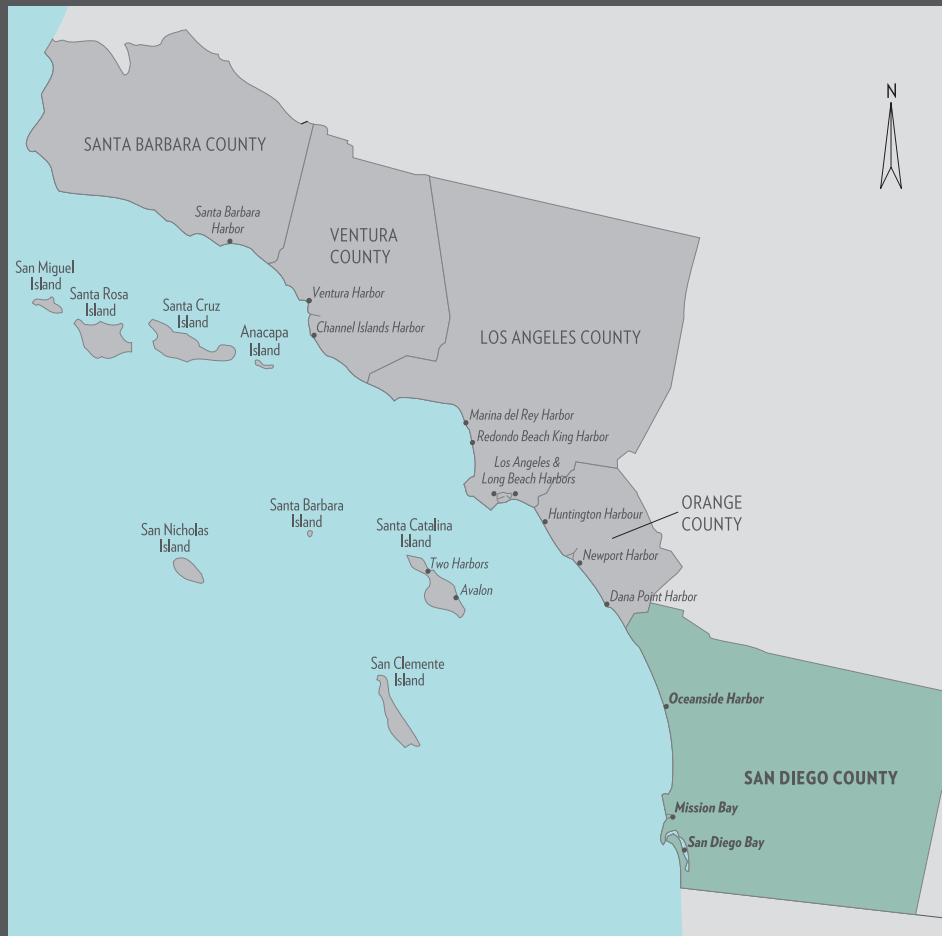 N
SANTA BARBARA COUNTY
Santa Barbara
Harbor
VENTURA
COUNTY
San Miguel
Island
Santa Rosa
Island
Santa Cruz
Island
Anacapa
Island
Ventura Harbor
Channel Islands Harbor
LOS ANGELES COUNTY
Marina del Rey Harbor
Redondo Beach King Harbor
Los Angeles &
Long Beach Harbors
Huntington Harbour
ORANGE
COUNTY
Newport Harbor
Dana Point Harbor
San Nicholas
Island
Santa Barbara
Island
Santa Catalina
Island
Two Harbors
Avalon
San Clemente
Island
Oceanside Harbor
SAN DIEGO COUNTY
Mission Bay
San Diego Bay